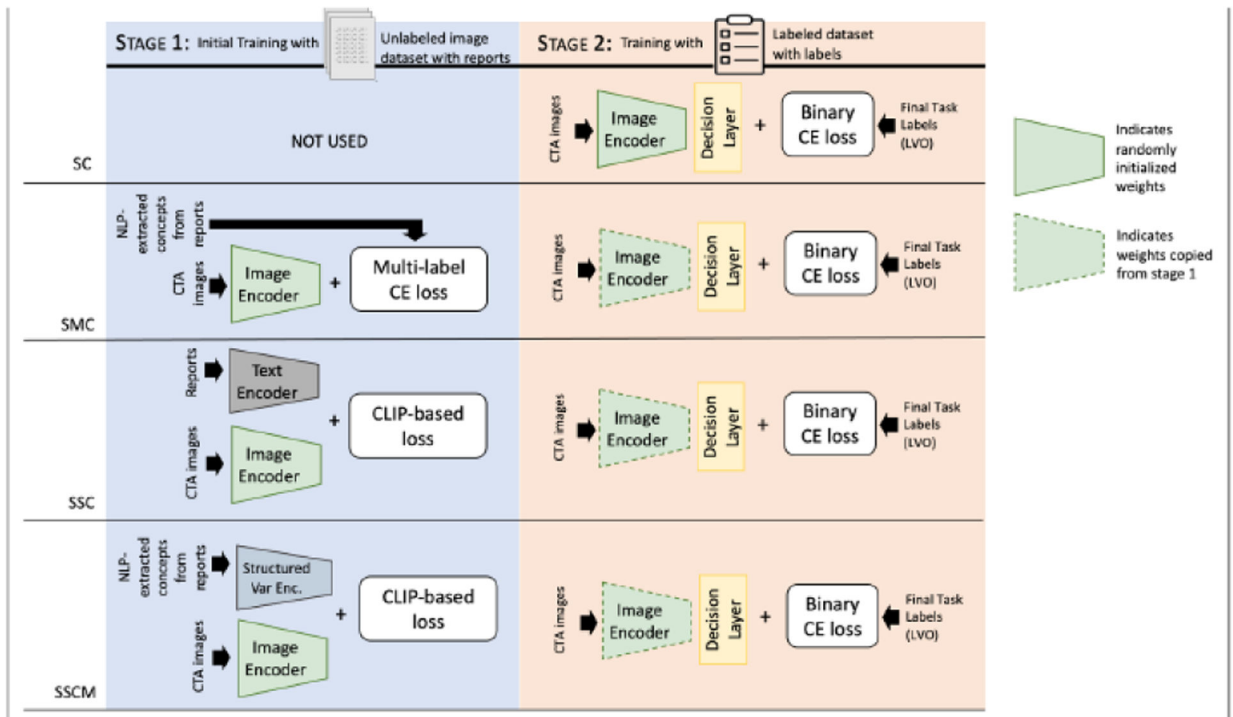 STAGE 1: Initial Training with
Unlabeled image
dataset with reports
STAGE 2: Training with
Labeled dataset
with labels
SC
NOT USED
CTA images
Image
Encoder
Decision
Layer
+
Binary
CE loss
Final Task
Labels
(LVO)
Indicates
randomly
initialized
weights
Indicates
weights copied
from stage 1
SMC
NLP-
extracted
concepts
from
reports
CTA
images
Image
Encoder
+
Multi-label
CE loss
CTA images
Image
Encoder
Decision
Layer
+
Binary
CE loss
Final Task
Labels
(LVO)
SSC
Reports
Text
Encoder
CTA images
Image
Encoder
+
CLIP-based
loss
CTA images
Image
Encoder
Decision
Layer
+
Binary
CE loss
Final Task
Labels
(LVO)
SSCM
NLP-
extracted
concepts
from
reports
Structured
Var Enc.
CTA images
Image
Encoder
+
CLIP-based
loss
CTA images
Image
Encoder
Decision
Layer
+
Binary
CE loss
Final Task
Labels
(LVO)